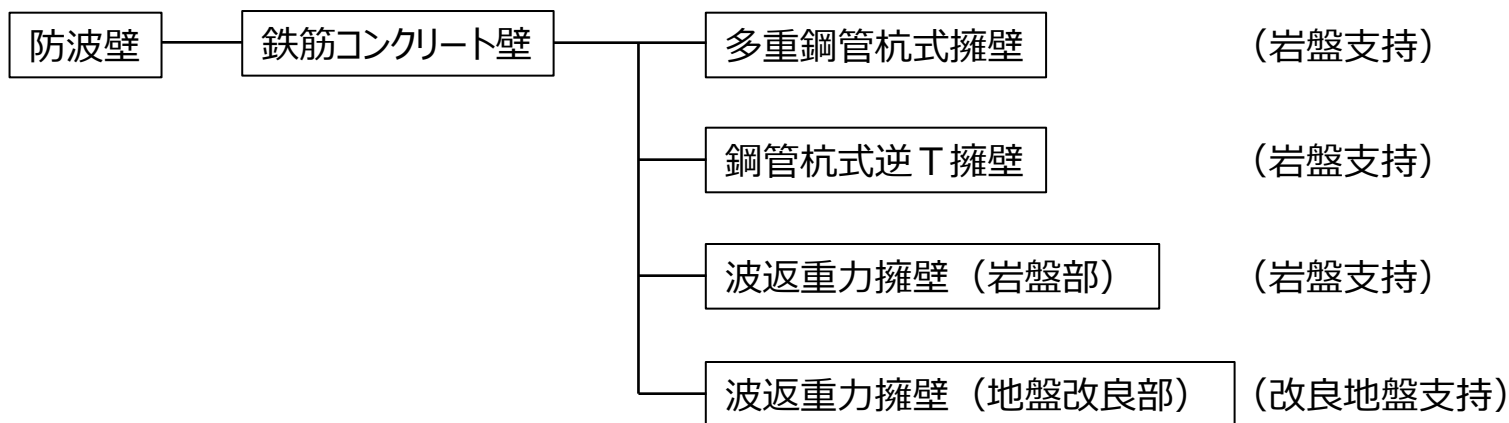 防波壁 鉄筋コンクリート壁 多重鋼管杭式擁壁 （岩盤支持）
鋼管杭式逆Ｔ擁壁 （岩盤支持）
波返重力擁壁（岩盤部） （岩盤支持）
波返重力擁壁（地盤改良部） （改良地盤支持）